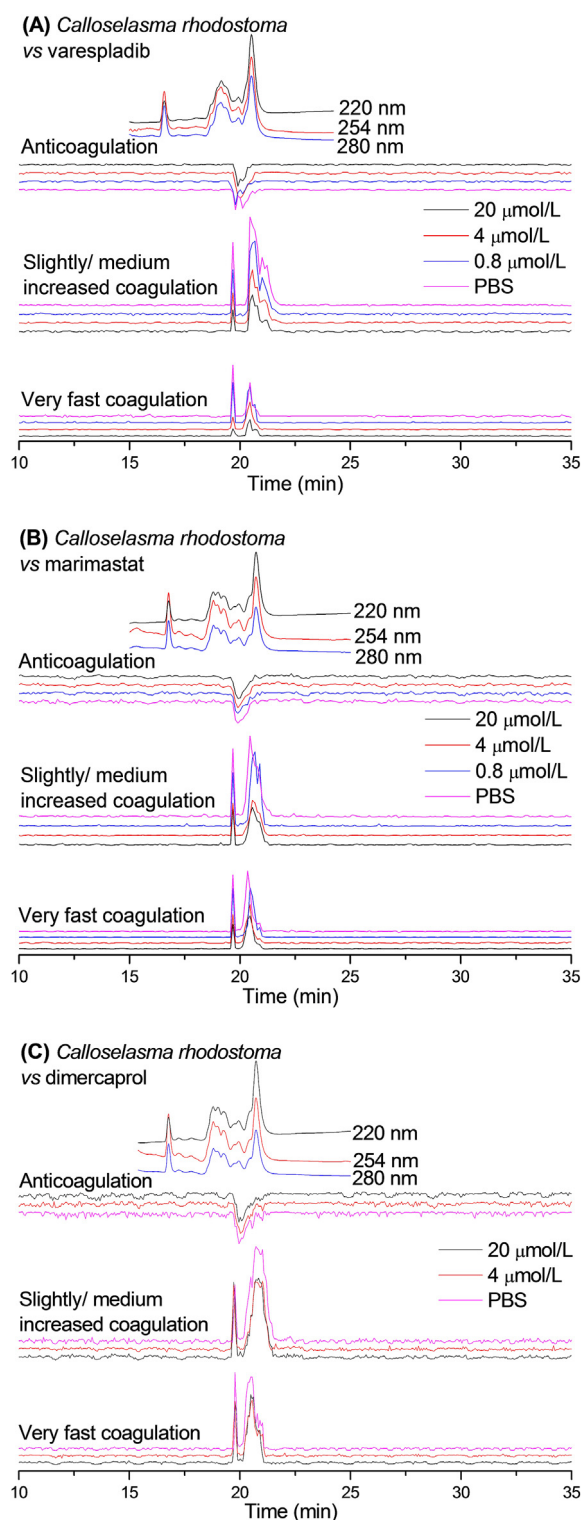 (A) Calloselasma rhodostoma
vs varespladib
220 nm
254 nm
280 nm
Anticoagulation
20 μmol/L
4 μmol/L
0.8 μmol/L
PBS
Slightly/ medium
increased coagulation
Very fast coagulation
10 15 20 25 30 35
Time (min)
(B) Calloselasma rhodostoma
vs marimastat
220 nm
254 nm
280 nm
Anticoagulation
20 μmol/L
4 μmol/L
0.8 μmol/L
PBS
Slightly/ medium
increased coagulation
Very fast coagulation
10 15 20 25 30 35
Time (min)
(C) Calloselasma rhodostoma
vs dimercaprol
220 nm
254 nm
280 nm
Anticoagulation
20 μmol/L
4 μmol/L
PBS
Slightly/ medium
increased coagulation
Very fast coagulation
10 15 20 25 30 35
Time (min)